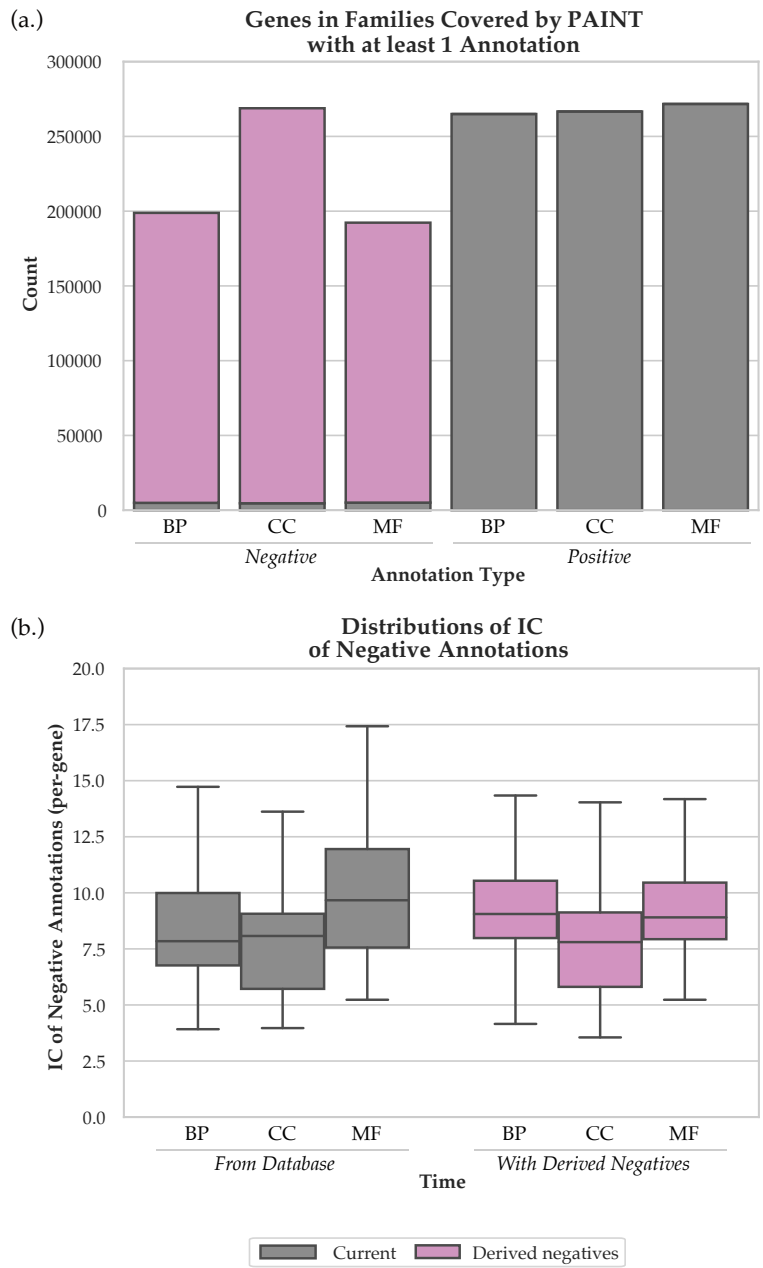 (a.)
Genes in Families Covered by PAINT
with at least 1 Annotation
300000
250000
200000
150000
100000
50000
0
Count
BP CC MF BP CC MF
Negative Positive
Annotation Type
(b.)
Distributions of IC
of Negative Annotations
20.0
17.5
15.0
12.5
10.0
7.5
5.0
2.5
0.0
IC of Negative Annotations (per-gene)
BP CC MF BP CC MF
From Database With Derived Negatives
Time
Current Derived negatives